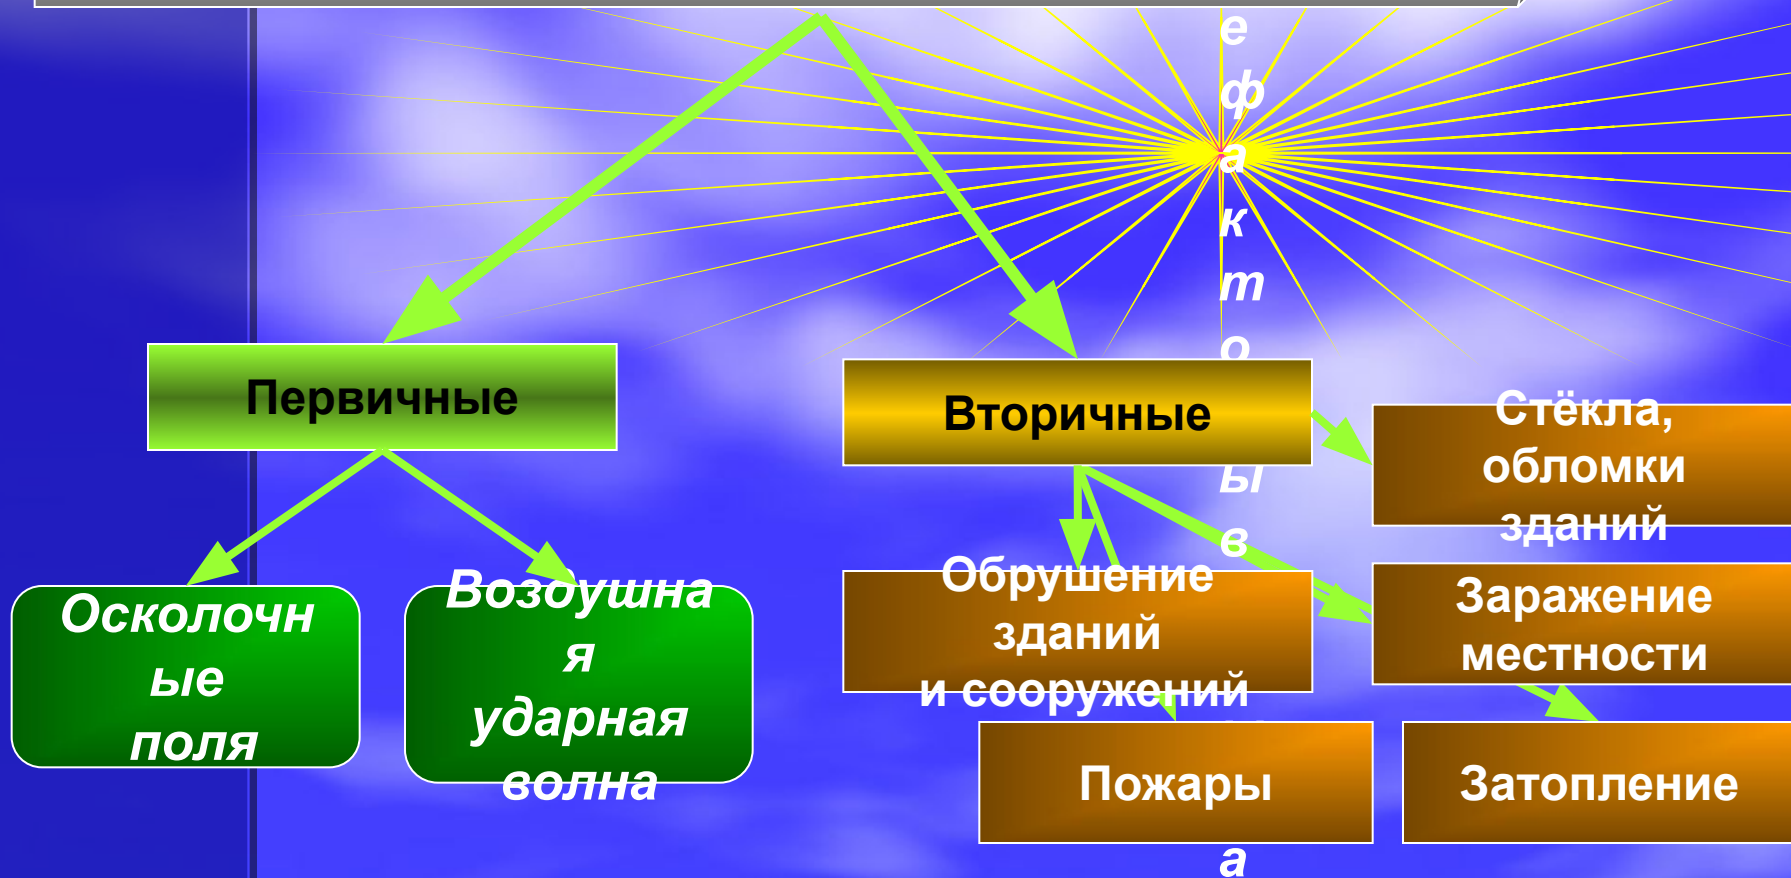 е
ф
а
к
т
о
ы
в
а
Первичные
Вторичные
Стёкла,
обломки
зданий
Осколочн
ые
поля
Воздушна
я
ударная
волна
Обрушение
зданий
и сооружений
Заражение
местности
Пожары
Затопление